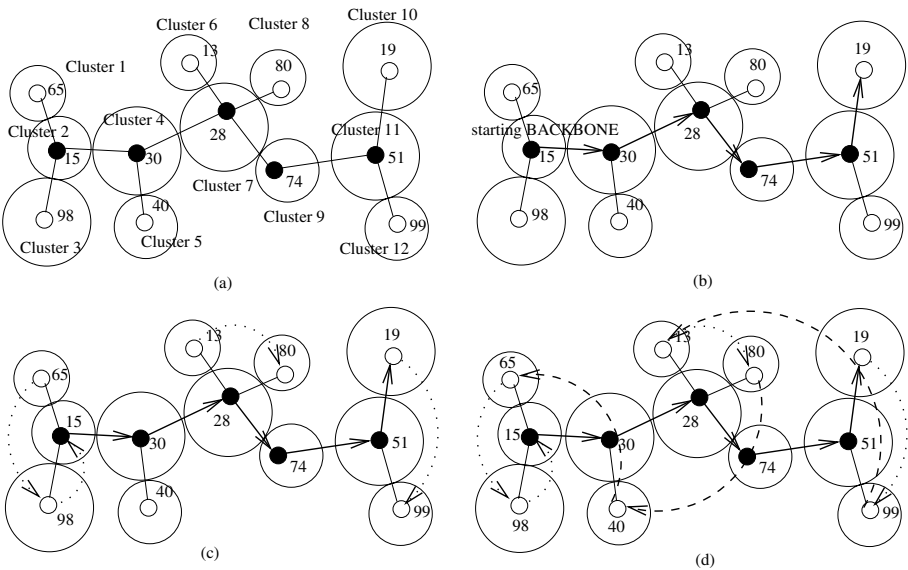 Cluster 10
Cluster 6
Cluster 8
13
19
80
Cluster 1
65
Cluster 4
Cluster 2
28
Cluster 11
15
30
51
Cluster 7
74
40
98
Cluster 9
99
Cluster 3
Cluster 5
Cluster 12
(a)
13
19
80
65
starting BACKBONE
28
15
30
51
74
40
98
99
(b)
13
19
80
65
15
28
30
51
74
40
98
99
(c)
13
19
80
65
15
28
30
51
74
98
40
99
(d)